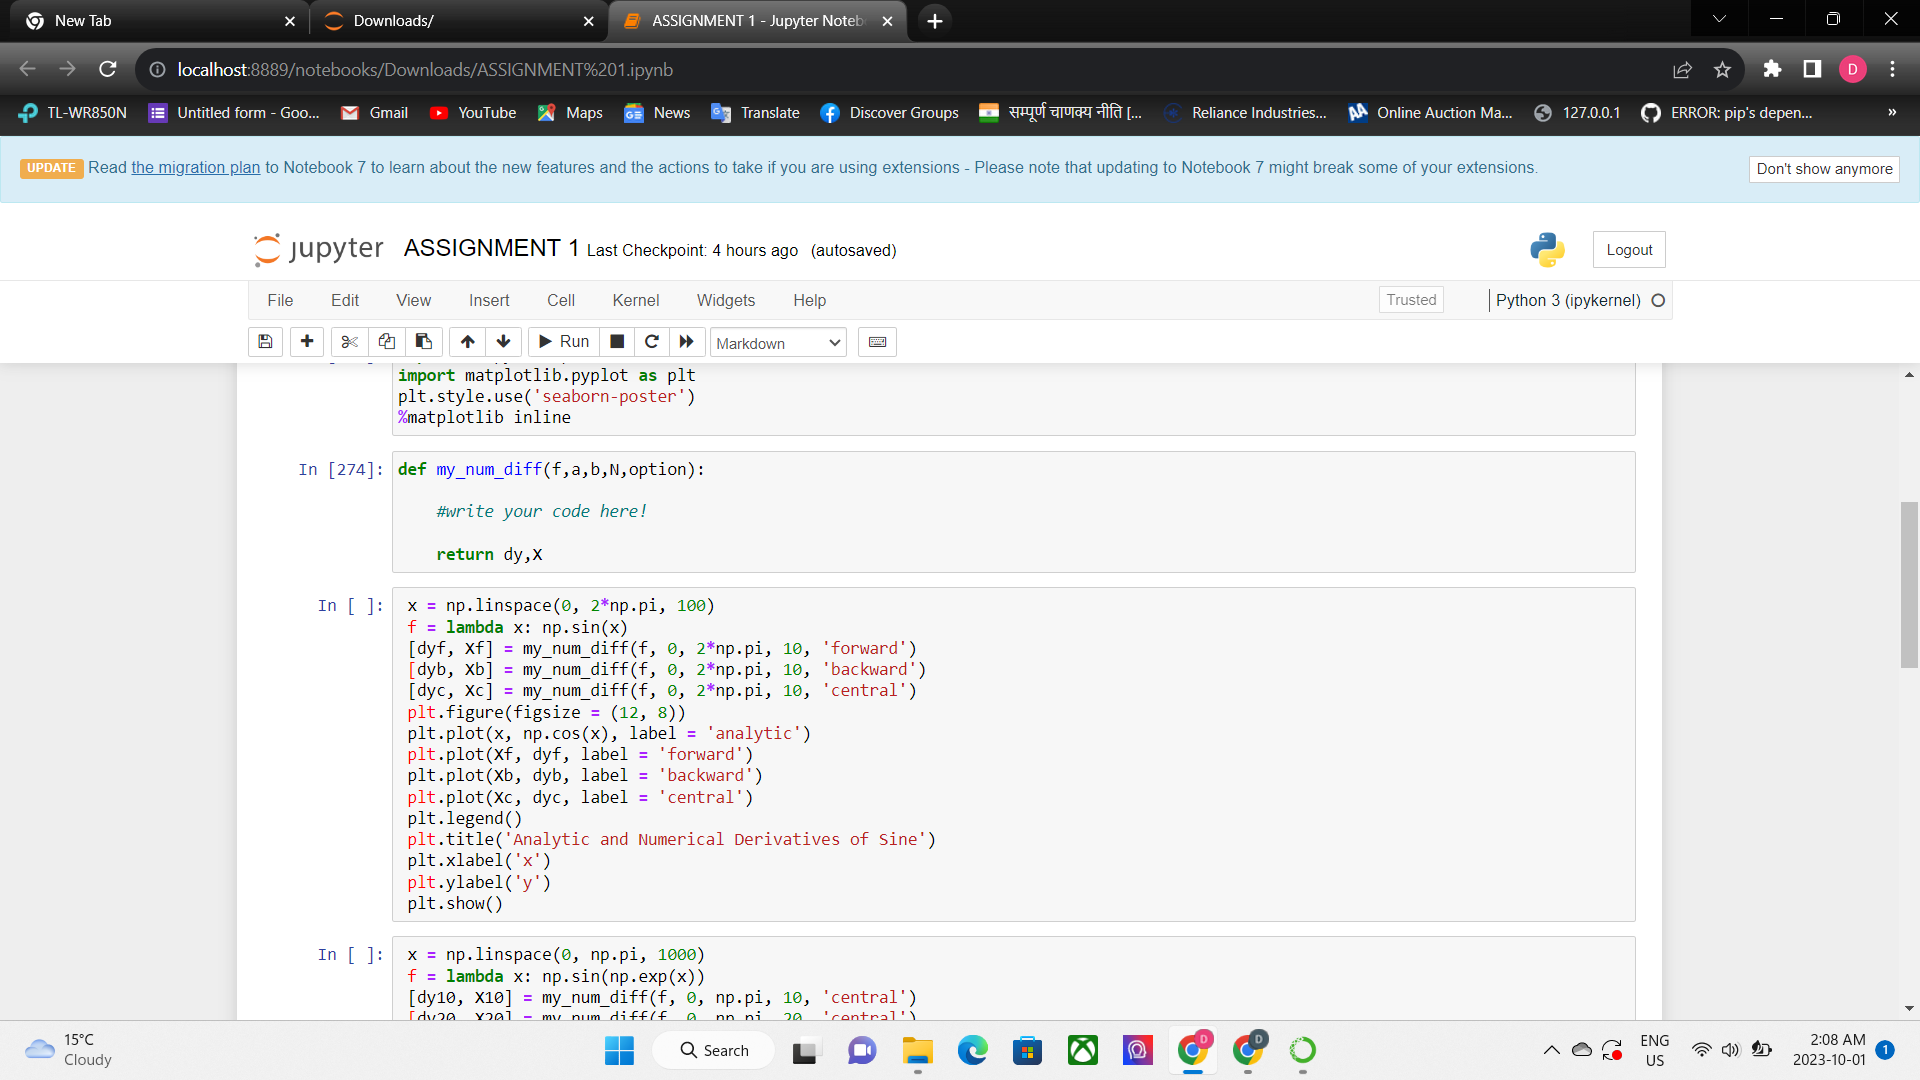 New Tab
Downloads/
ASSIGNMENT 1 - Jupyter Noteb
localhost:8889/notebooks/Downloads/ASSIGNMENT%201.ipynb
D
TL-WR850N
Untitled form - Goo...
Gmail
YouTube
Maps
News
Translate
Discover Groups
सम्पूर्ण चाणक्य नीति [...
Reliance Industries...
Online Auction Ma...
127.0.0.1
ERROR: pip's depen...
»
UPDATE Read the migration plan to Notebook 7 to learn about the new features and the actions to take if you are using extensions - Please note that updating to Notebook 7 might break some of your extensions.
Don't show anymore
jupyter ASSIGNMENT 1 Last Checkpoint: 4 hours ago (autosaved)
Logout
File Edit View Insert Cell Kernel Widgets Help
Trusted
Python 3 (ipykernel)
Run
Markdown
import matplotlib.pyplot as plt
plt.style.use('seaborn-poster')
%matplotlib inline
In [274]: def my_num_diff(f,a,b,N,option):
#write your code here!
return dy,X
In [ ]: x = np.linspace(0, 2*np.pi, 100)
f = lambda x: np.sin(x)
[dyf, Xf] = my_num_diff(f, 0, 2*np.pi, 10, 'forward')
[dyb, Xb] = my_num_diff(f, 0, 2*np.pi, 10, 'backward')
[dyc, Xc] = my_num_diff(f, 0, 2*np.pi, 10, 'central')
plt.figure(figsize = (12, 8))
plt.plot(x, np.cos(x), label = 'analytic')
plt.plot(Xf, dyf, label = 'forward')
plt.plot(Xb, dyb, label = 'backward')
plt.plot(Xc, dyc, label = 'central')
plt.legend()
plt.title('Analytic and Numerical Derivatives of Sine')
plt.xlabel('x')
plt.ylabel('y')
plt.show()
In [ ]: x = np.linspace(0, np.pi, 1000)
f = lambda x: np.sin(np.exp(x))
[dy10, X10] = my_num_diff(f, 0, np.pi, 10, 'central')
[dy20, X20] = my_num_diff(f, 0, np.pi, 20, 'central')
15°C
Cloudy
Search
D
D
ENG
US
2:08 AM
2023-10-01
1